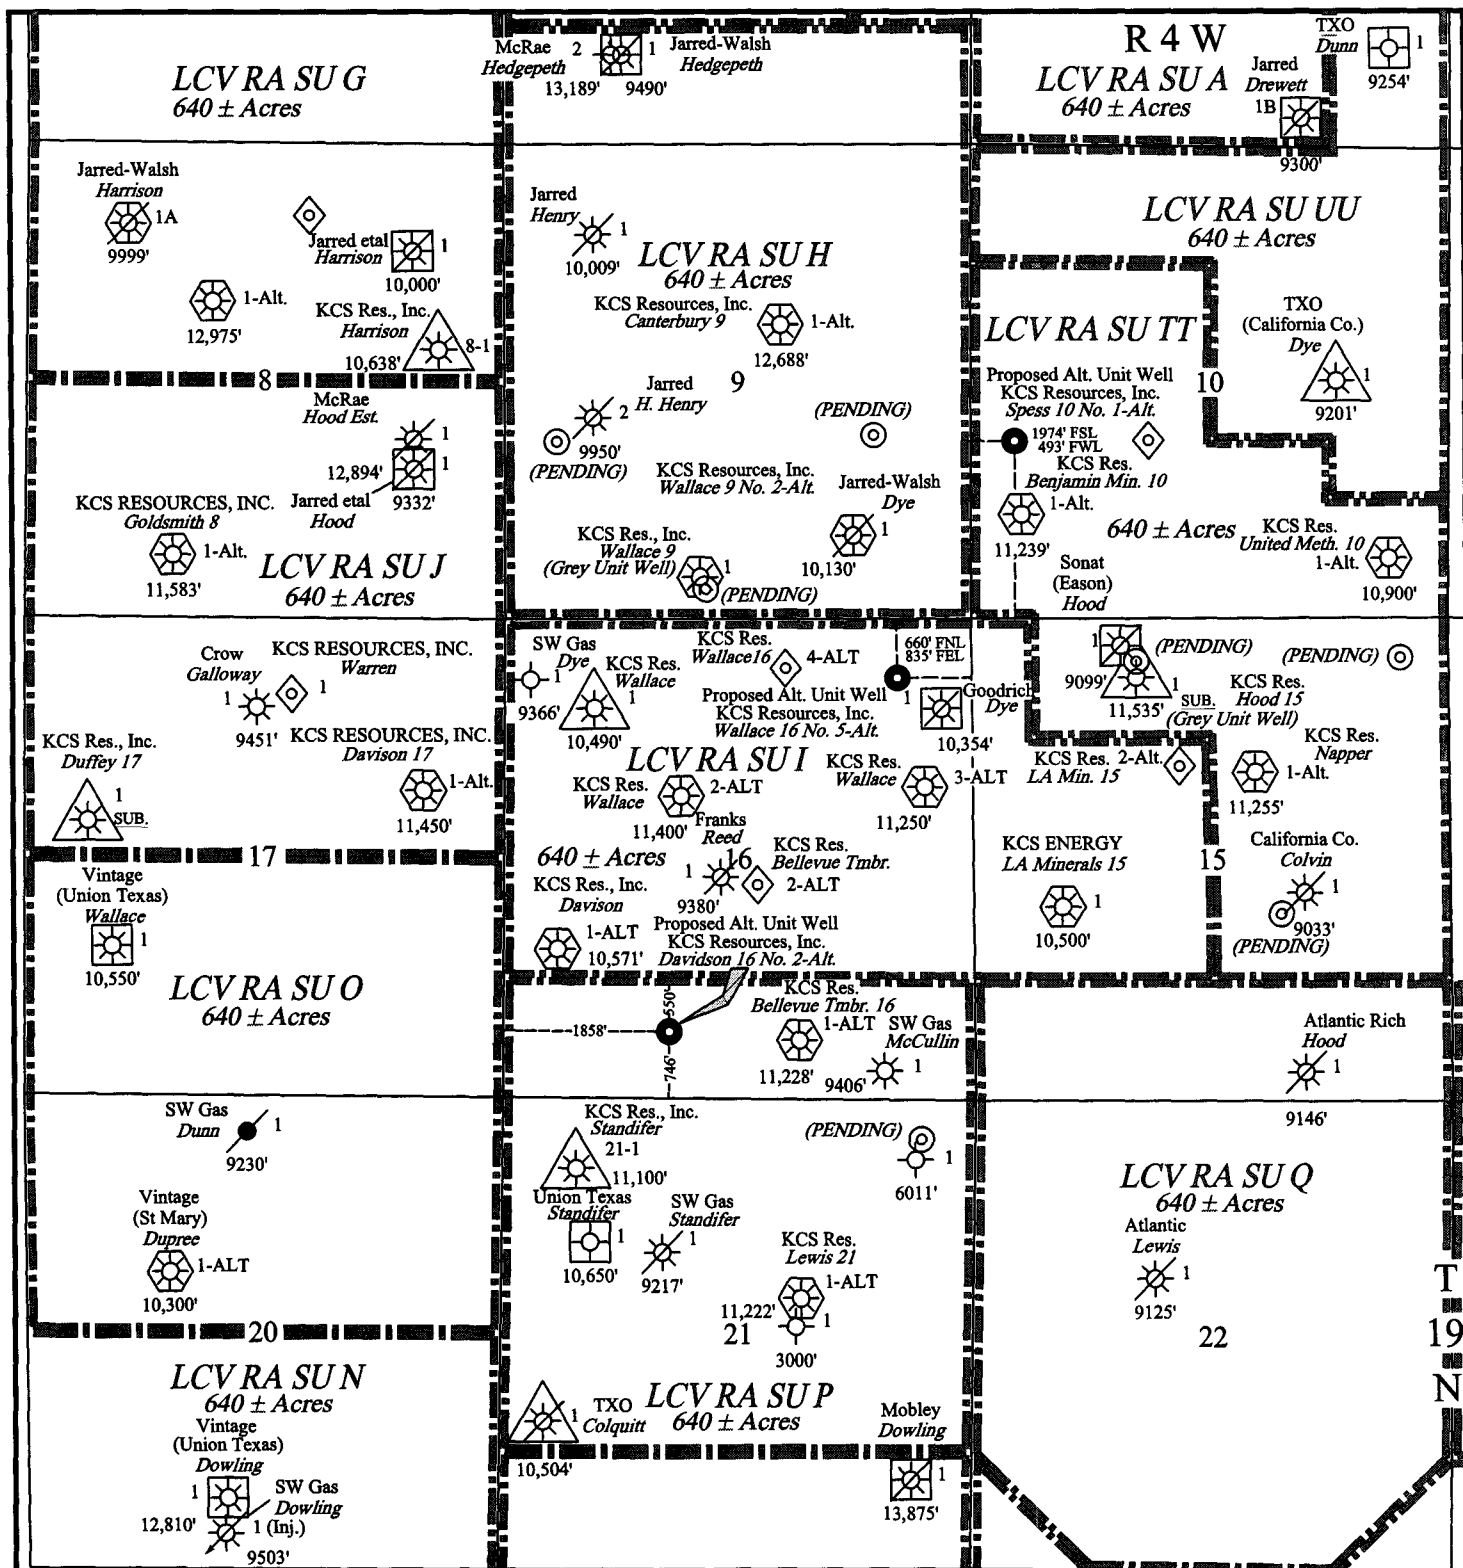 R 4 W
LCV RA SU G
640 ± Acres
McRae
Hedgepeth
2
13,189'
1
Jarred-Walsh
Hedgepeth
9490'
LCV RA SU A
640 ± Acres
Jarred
Drewett
1B
9300'
TXO
Dunn
1
9254'
Jarred-Walsh
Harrison
1A
9999'
Jarred etal
Harrison
1
10,000'
1-Alt.
12,975'
KCS Res., Inc.
Harrison
10,638'
8-1
8
Jarred
Henry
1
10,009'
LCV RA SU H
640 ± Acres
KCS Resources, Inc.
Canterbury 9
1-Alt.
12,688'
9
Jarred
H. Henry
2
9950'
(PENDING)
(PENDING)
KCS Resources, Inc.
Wallace 9 No. 2-Alt.
Jarred-Walsh
Dye
1
10,130'
KCS Res., Inc.
Wallace 9
(Grey Unit Well)
1
(PENDING)
LCV RA SU UU
640 ± Acres
LCV RA SU TT
TXO
(California Co.)
Dye
1
9201'
10
Proposed Alt. Unit Well
KCS Resources, Inc.
Spess 10 No. 1-Alt.
1974' FSL
493' FWL
KCS Res.
Benjamin Min. 10
1-Alt.
11,239'
640 ± Acres
KCS Res.
United Meth. 10
1-Alt.
10,900'
Sonat
(Eason)
Hood
McRae
Hood Est.
1
12,894'
1
Jarred etal
Hood
9332'
KCS RESOURCES, INC.
Goldsmith 8
1-Alt.
11,583'
LCV RA SU J
640 ± Acres
Crow
Galloway
1
9451'
KCS RESOURCES, INC.
Warren
1
KCS RESOURCES, INC.
Davison 17
1-Alt.
11,450'
KCS Res., Inc.
Duffey 17
1
SUB.
17
SW Gas
Dye
1
9366'
KCS Res.
Wallace
1
10,490'
KCS Res.
Wallace16
4-ALT
660' FNL
835' FEL
Proposed Alt. Unit Well
KCS Resources, Inc.
Wallace 16 No. 5-Alt.
1
Goodrich
Dye
10,354'
LCV RA SU I
KCS Res.
Wallace
2-ALT
11,400'
KCS Res.
Wallace
3-ALT
11,250'
Franks
Reed
1
9380'
16
640 ± Acres
KCS Res.
Bellevue Tmbr.
2-ALT
KCS Res., Inc.
Davison
1-ALT
10,571'
Proposed Alt. Unit Well
KCS Resources, Inc.
Davidson 16 No. 2-Alt.
1
9099'
(PENDING)
(PENDING)
1
11,535'
SUB.
KCS Res.
Hood 15
(Grey Unit Well)
KCS Res.
LA Min. 15
2-Alt.
KCS Res.
Napper
1-Alt.
11,255'
KCS ENERGY
LA Minerals 15
1
10,500'
15
California Co.
Colvin
1
9033'
(PENDING)
Vintage
(Union Texas)
Wallace
1
10,550'
LCV RA SU O
640 ± Acres
1858'
550'
746'
KCS Res.
Bellevue Tmbr. 16
1-ALT
11,228'
SW Gas
McCullin
1
9406'
Atlantic Rich
Hood
1
9146'
SW Gas
Dunn
1
9230'
Vintage
(St Mary)
Dupree
1-ALT
10,300'
20
KCS Res., Inc.
Standifer
21-1
11,100'
(PENDING)
1
6011'
Union Texas
Standifer
1
10,650'
SW Gas
Standifer
1
9217'
KCS Res.
Lewis 21
1-ALT
11,222'
1
3000'
21
LCV RA SU Q
640 ± Acres
Atlantic
Lewis
1
9125'
22
T
19
N
LCV RA SU N
640 ± Acres
Vintage
(Union Texas)
Dowling
1
12,810'
SW Gas
Dowling
1 (Inj.)
9503'
TXO
Colquitt
1
10,504'
LCV RA SU P
640 ± Acres
Mobley
Dowling
1
13,875'